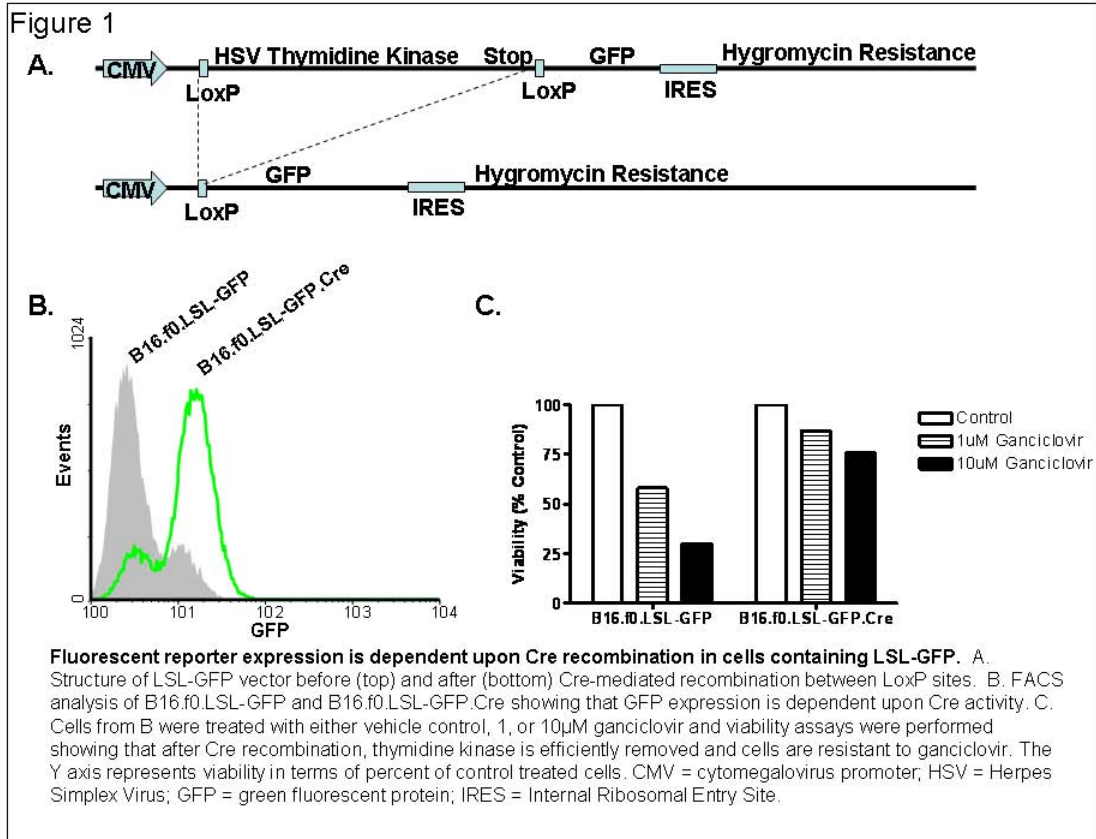 Figure 1
A.
CMV
HSV Thymidine Kinase
Stop
GFP
Hygromycin Resistance
LoxP
LoxP
IRES
CMV
GFP
Hygromycin Resistance
LoxP
IRES
B.
B16.f0.LSL-GFP
B16.f0.LSL-GFP.Cre
1024
Events
0
100
101
102
103
104
GFP
C.
100
75
50
25
0
Viability (% Control)
B16.f0.LSL-GFP
B16.f0.LSL-GFP.Cre
Control
1uM Ganciclovir
10uM Ganciclovir
Fluorescent reporter expression is dependent upon Cre recombination in cells containing LSL-GFP. A.
Structure of LSL-GFP vector before (top) and after (bottom) Cre-mediated recombination between LoxP sites. B. FACS
analysis of B16.f0.LSL-GFP and B16.f0.LSL-GFP.Cre showing that GFP expression is dependent upon Cre activity. C.
Cells from B were treated with either vehicle control, 1, or 10µM ganciclovir and viability assays were performed
showing that after Cre recombination, thymidine kinase is efficiently removed and cells are resistant to ganciclovir. The
Y axis represents viability in terms of percent of control treated cells. CMV = cytomegalovirus promoter; HSV = Herpes
Simplex Virus; GFP = green fluorescent protein; IRES = Internal Ribosomal Entry Site.